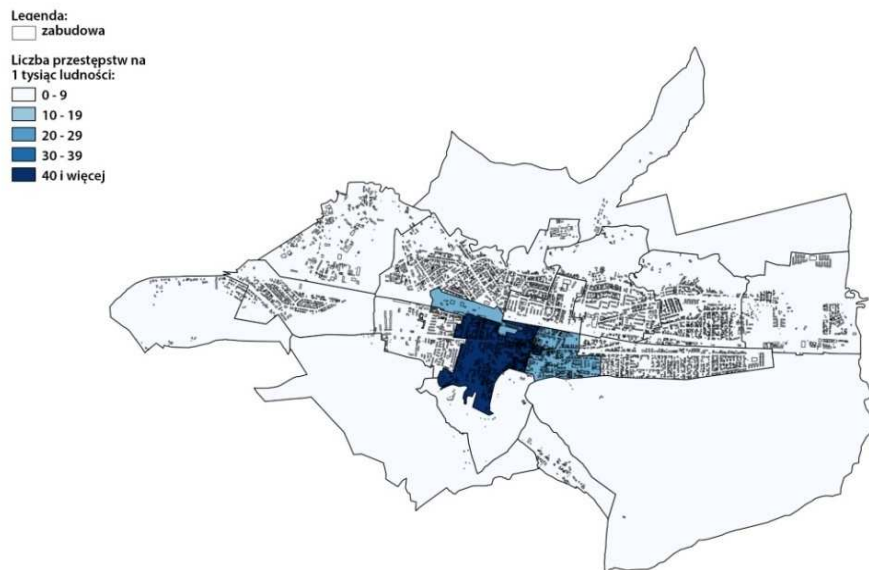 Legenda:
zabudowa
Liczba przestępstw na
1 tysiąc ludności:
0 - 9
10 - 19
20 - 29
30 - 39
40 i więcej